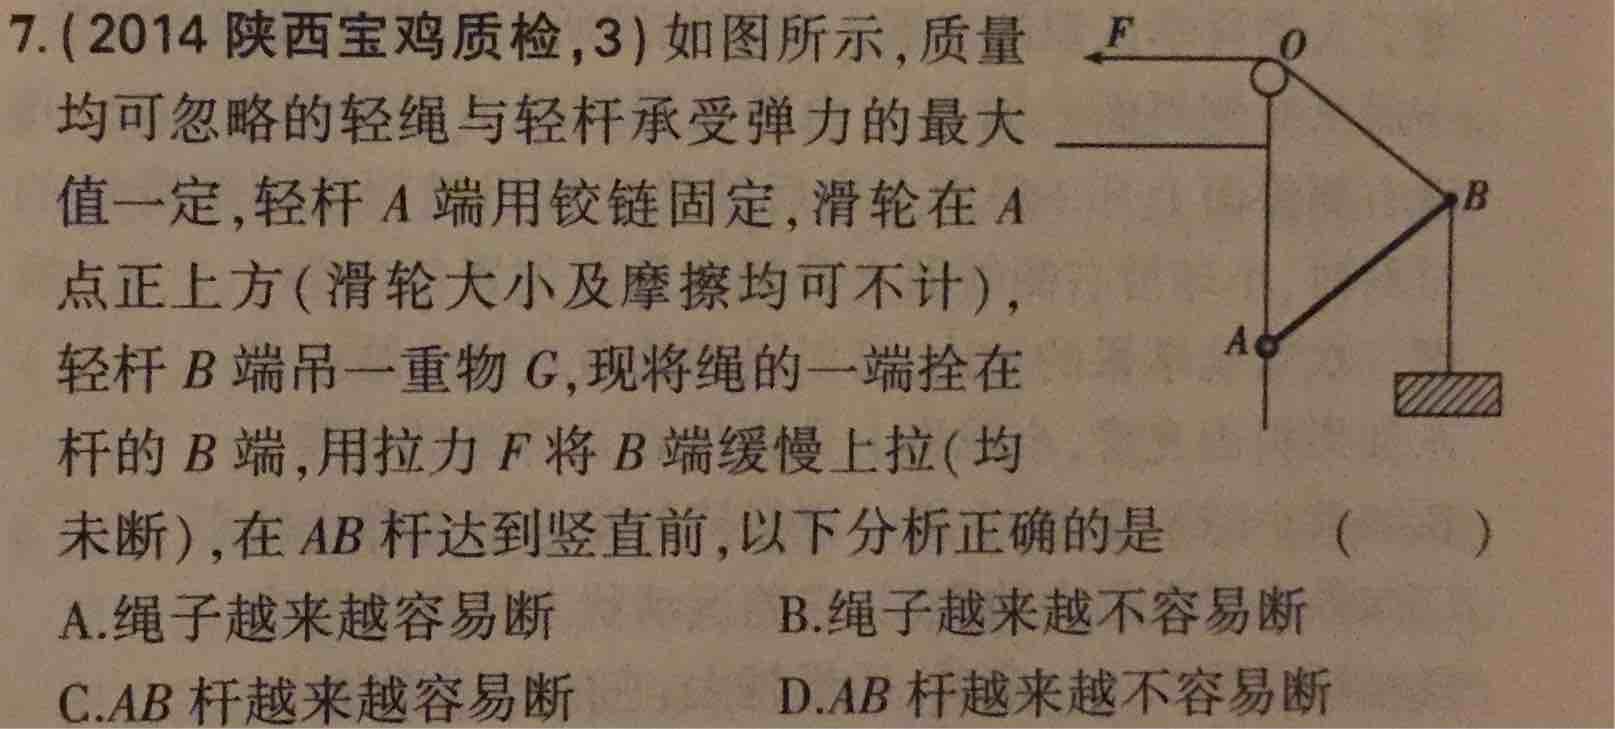 7.(2014 陕西宝鸡质检,3)如图所示,质量
均可忽略的轻绳与轻杆承受弹力的最大
值一定,轻杆 A 端用铰链固定,滑轮在 A
点正上方(滑轮大小及摩擦均可不计),
轻杆 B 端吊一重物 G,现将绳的一端拴在
杆的 B 端,用拉力 F 将 B 端缓慢上拉(均
未断),在 AB 杆达到竖直前,以下分析正确的是 ( )
A.绳子越来越容易断 B.绳子越来越不容易断
C.AB 杆越来越容易断 D.AB 杆越来越不容易断
F
O
B
A